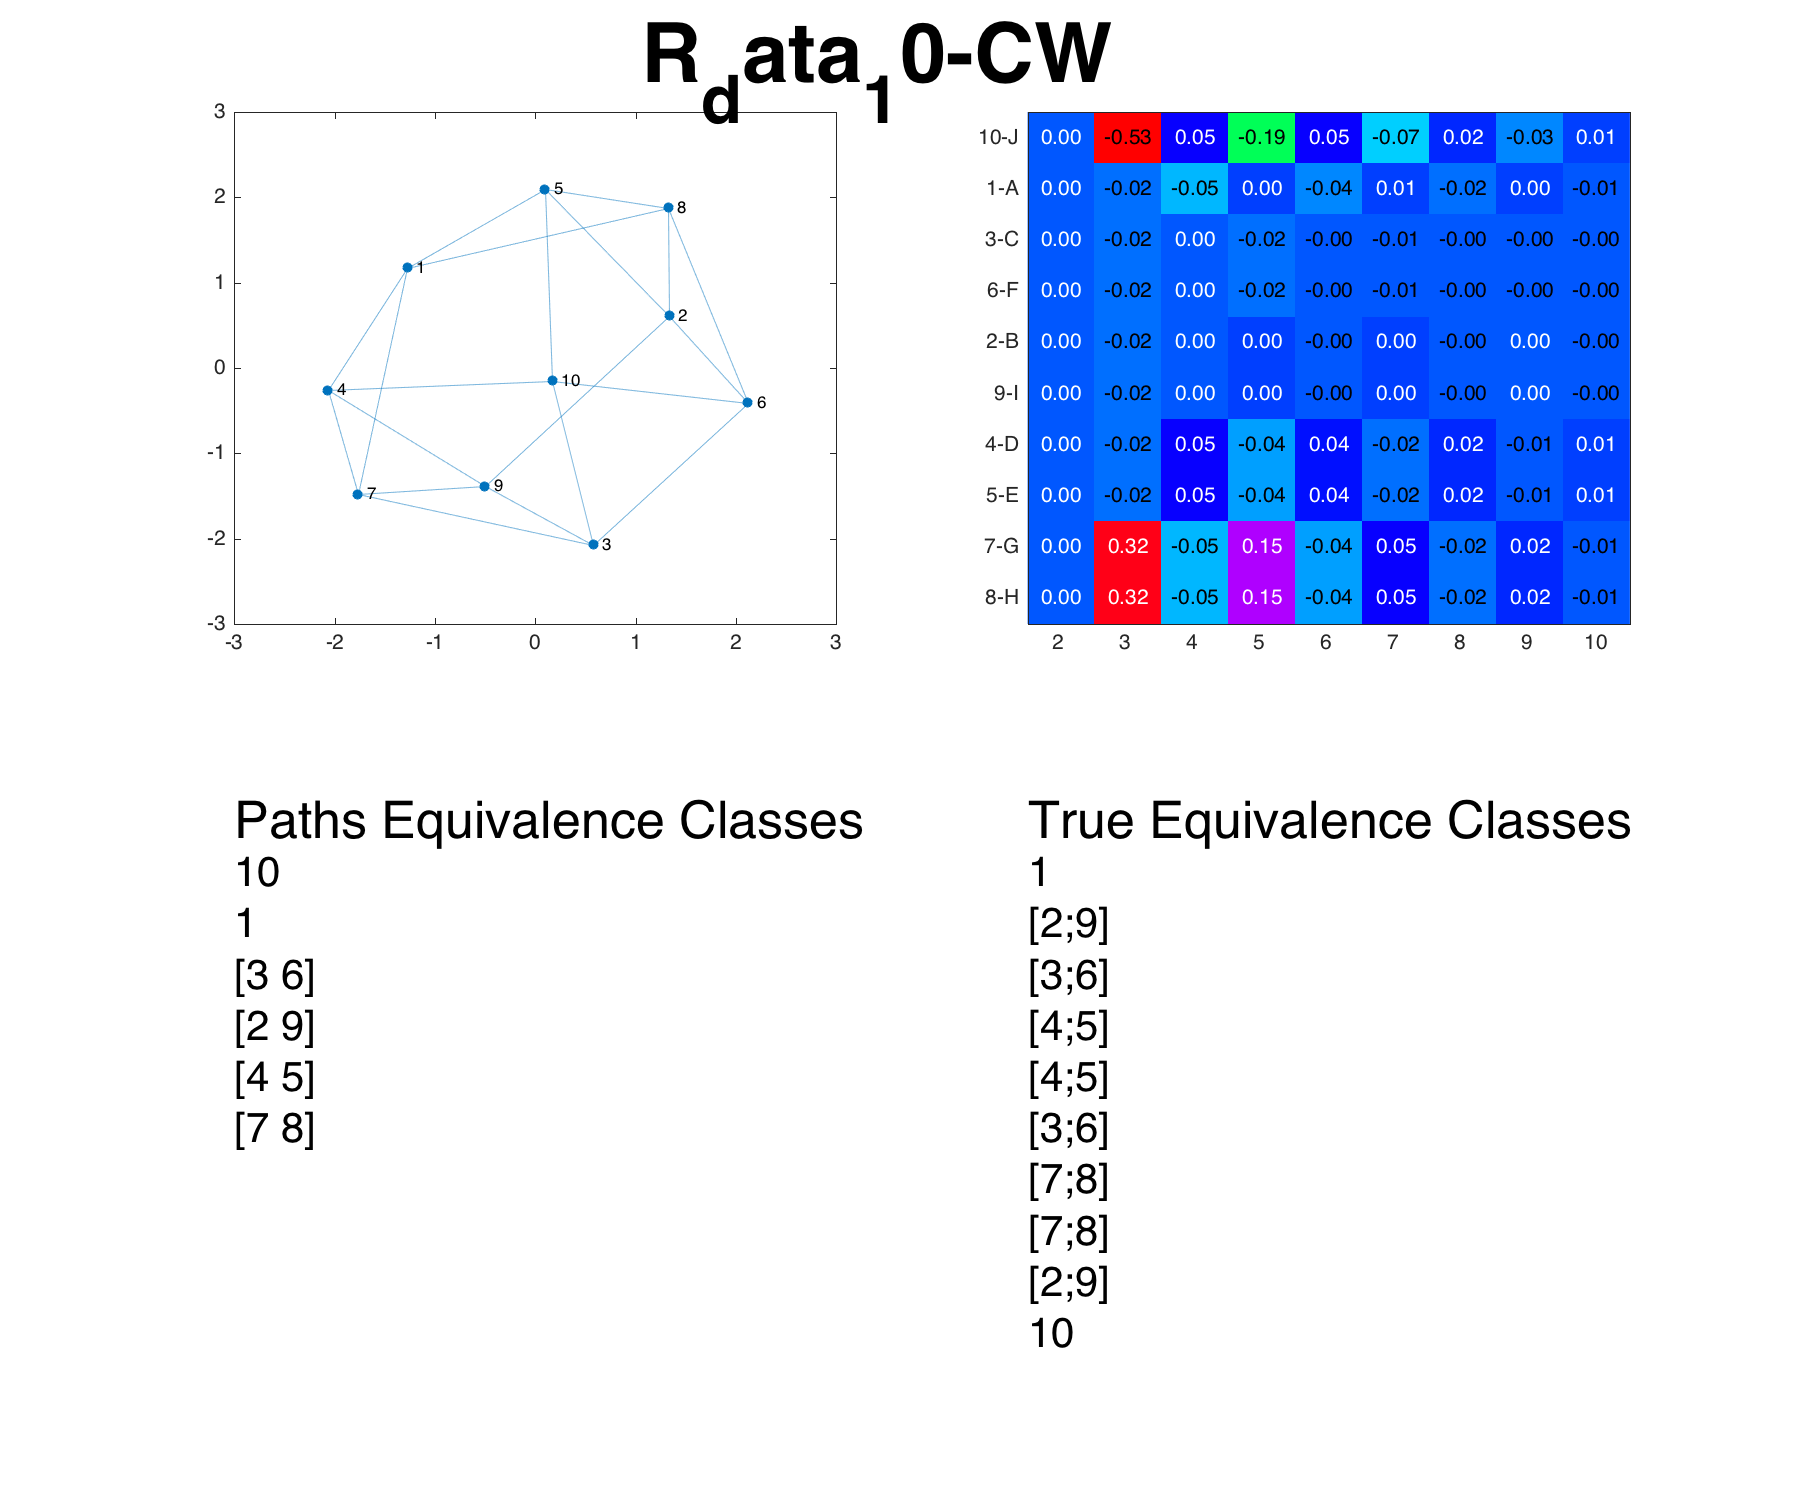 R_data_10-CW
3
2
1
0
-1
-2
-3
-3 -2 -1 0 1 2 3
5
8
1
2
10
4
6
9
7
3
10-J 0.00 -0.53 0.05 -0.19 0.05 -0.07 0.02 -0.03 0.01
1-A 0.00 -0.02 -0.05 0.00 -0.04 0.01 -0.02 0.00 -0.01
3-C 0.00 -0.02 0.00 -0.02 -0.00 -0.01 -0.00 -0.00 -0.00
6-F 0.00 -0.02 0.00 -0.02 -0.00 -0.01 -0.00 -0.00 -0.00
2-B 0.00 -0.02 0.00 0.00 -0.00 0.00 -0.00 0.00 -0.00
9-I 0.00 -0.02 0.00 0.00 -0.00 0.00 -0.00 0.00 -0.00
4-D 0.00 -0.02 0.05 -0.04 0.04 -0.02 0.02 -0.01 0.01
5-E 0.00 -0.02 0.05 -0.04 0.04 -0.02 0.02 -0.01 0.01
7-G 0.00 0.32 -0.05 0.15 -0.04 0.05 -0.02 0.02 -0.01
8-H 0.00 0.32 -0.05 0.15 -0.04 0.05 -0.02 0.02 -0.01
2 3 4 5 6 7 8 9 10
Paths Equivalence Classes
10
1
[3 6]
[2 9]
[4 5]
[7 8]
True Equivalence Classes
1
[2;9]
[3;6]
[4;5]
[4;5]
[3;6]
[7;8]
[7;8]
[2;9]
10